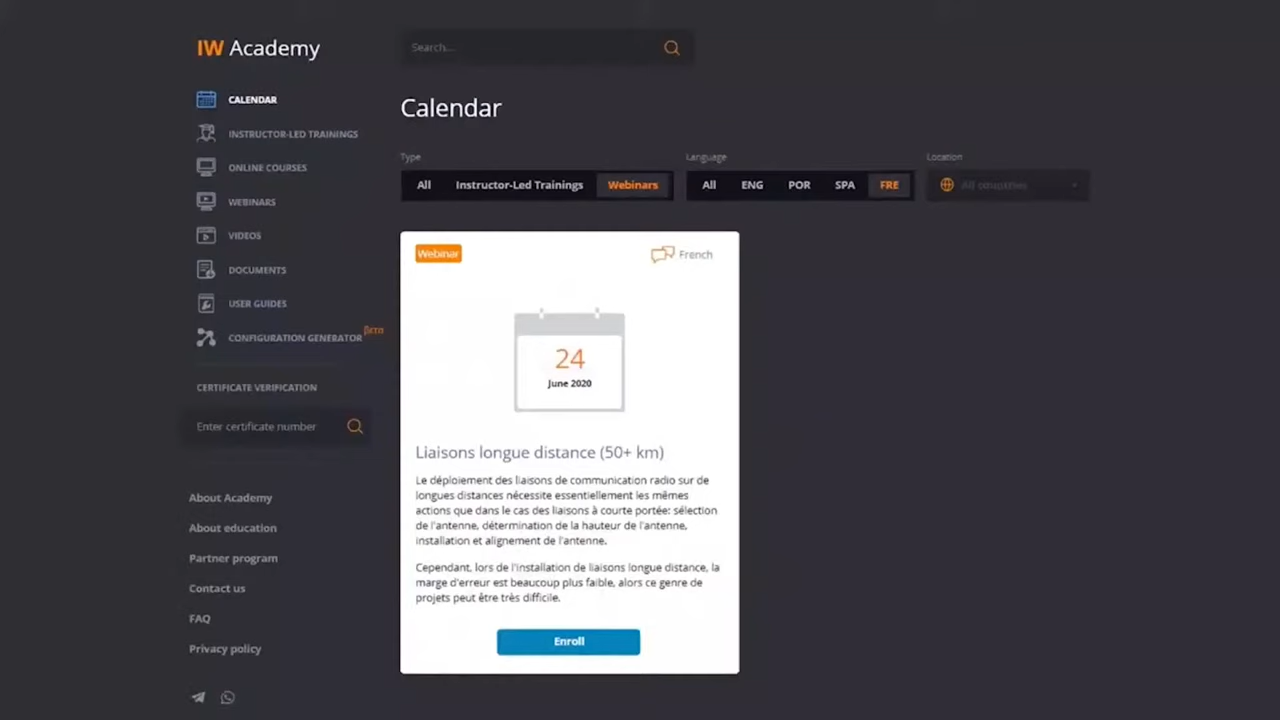 IW Academy
Search...
CALENDAR
INSTRUCTOR-LED TRAININGS
ONLINE COURSES
WEBINARS
VIDEOS
DOCUMENTS
USER GUIDES
CONFIGURATION GENERATOR βετα
CERTIFICATE VERIFICATION
Enter certificate number
About Academy
About education
Partner program
Contact us
FAQ
Privacy policy
Calendar
Type
All Instructor-Led Trainings Webinars
Language
All ENG POR SPA FRE
Location
All countries
Webinar
French
24
June 2020
Liaisons longue distance (50+ km)
Le déploiement des liaisons de communication radio sur de
longues distances nécessite essentiellement les mêmes
actions que dans le cas des liaisons à courte portée: sélection
de l'antenne, détermination de la hauteur de l'antenne,
installation et alignement de l'antenne.
Cependant, lors de l'installation de liaisons longue distance, la
marge d'erreur est beaucoup plus faible, alors ce genre de
projets peut être très difficile.
Enroll